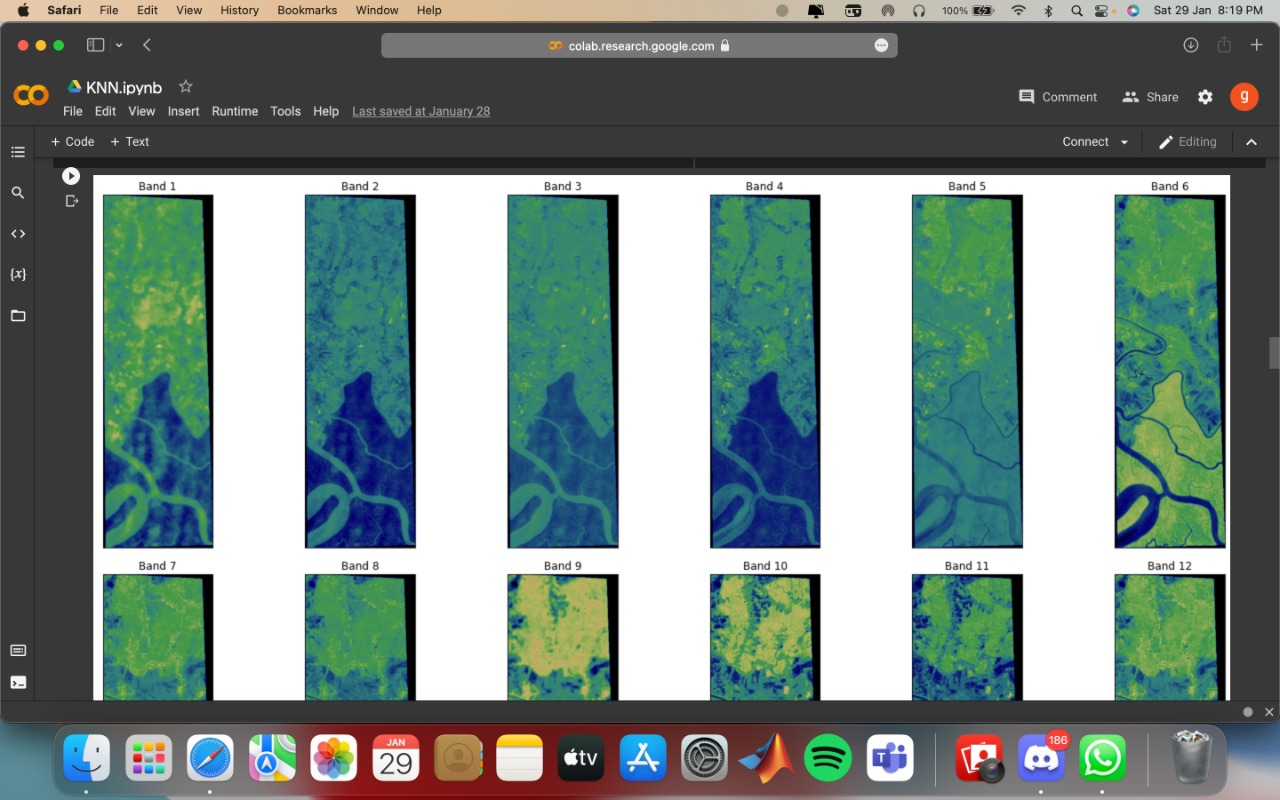 Safari File Edit View History Bookmarks Window Help 100% Sat 29 Jan 8:19 PM
colab.research.google.com
KNN.ipynb
File Edit View Insert Runtime Tools Help Last saved at January 28
Comment Share g
+ Code + Text Connect Editing
Band 1 Band 2 Band 3 Band 4 Band 5 Band 6
{x}
Band 7 Band 8 Band 9 Band 10 Band 11 Band 12
JAN
29
tv
186